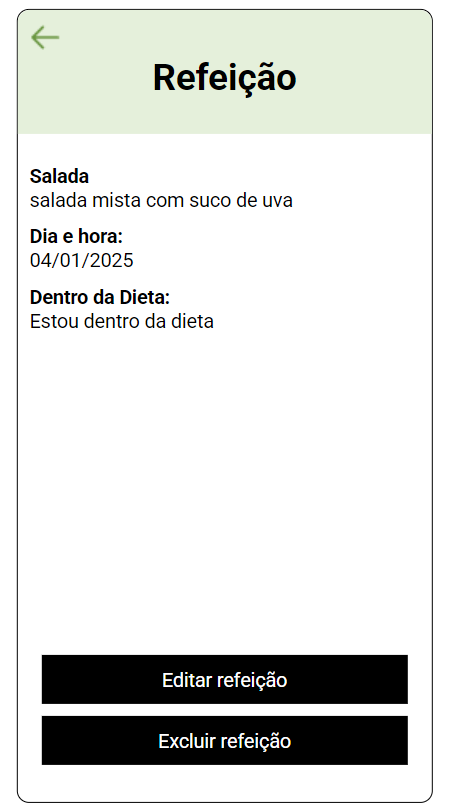 Refeição
Salada
salada mista com suco de uva
Dia e hora:
04/01/2025
Dentro da Dieta:
Estou dentro da dieta
Editar refeição
Excluir refeição